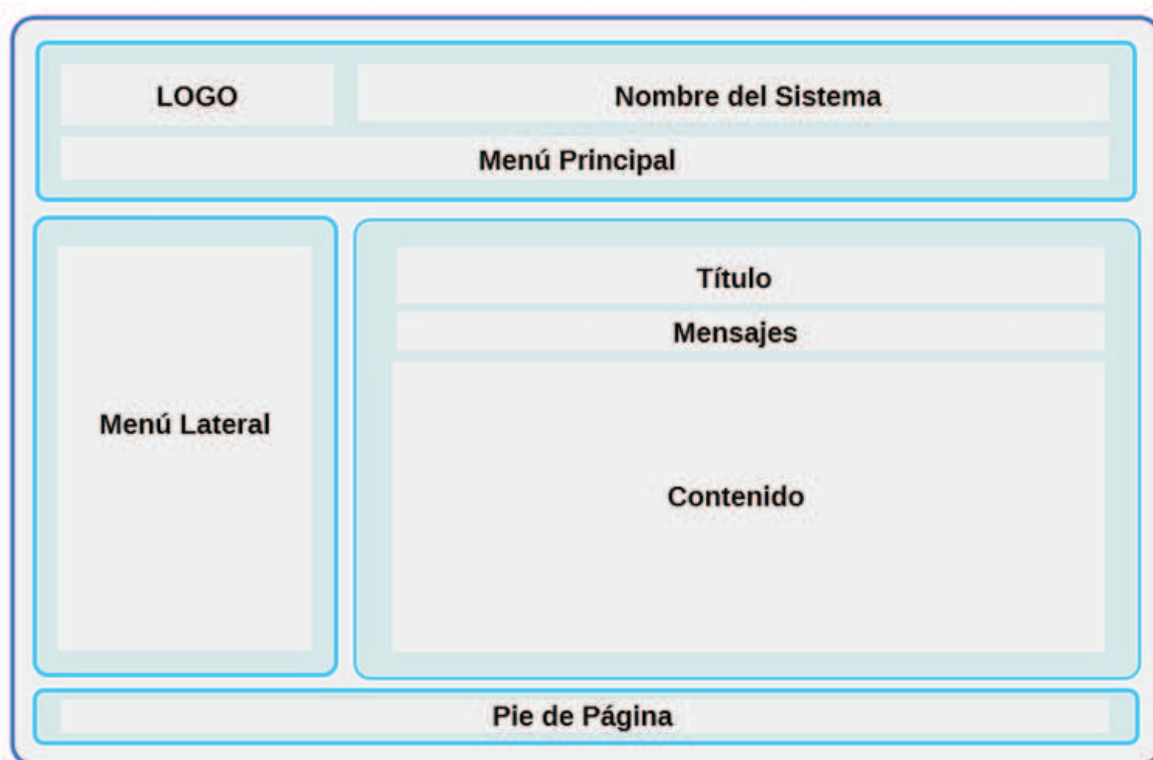 LOGO
Nombre del Sistema
Menú Principal
Menú Lateral
Título
Mensajes
Contenido
Pie de Página